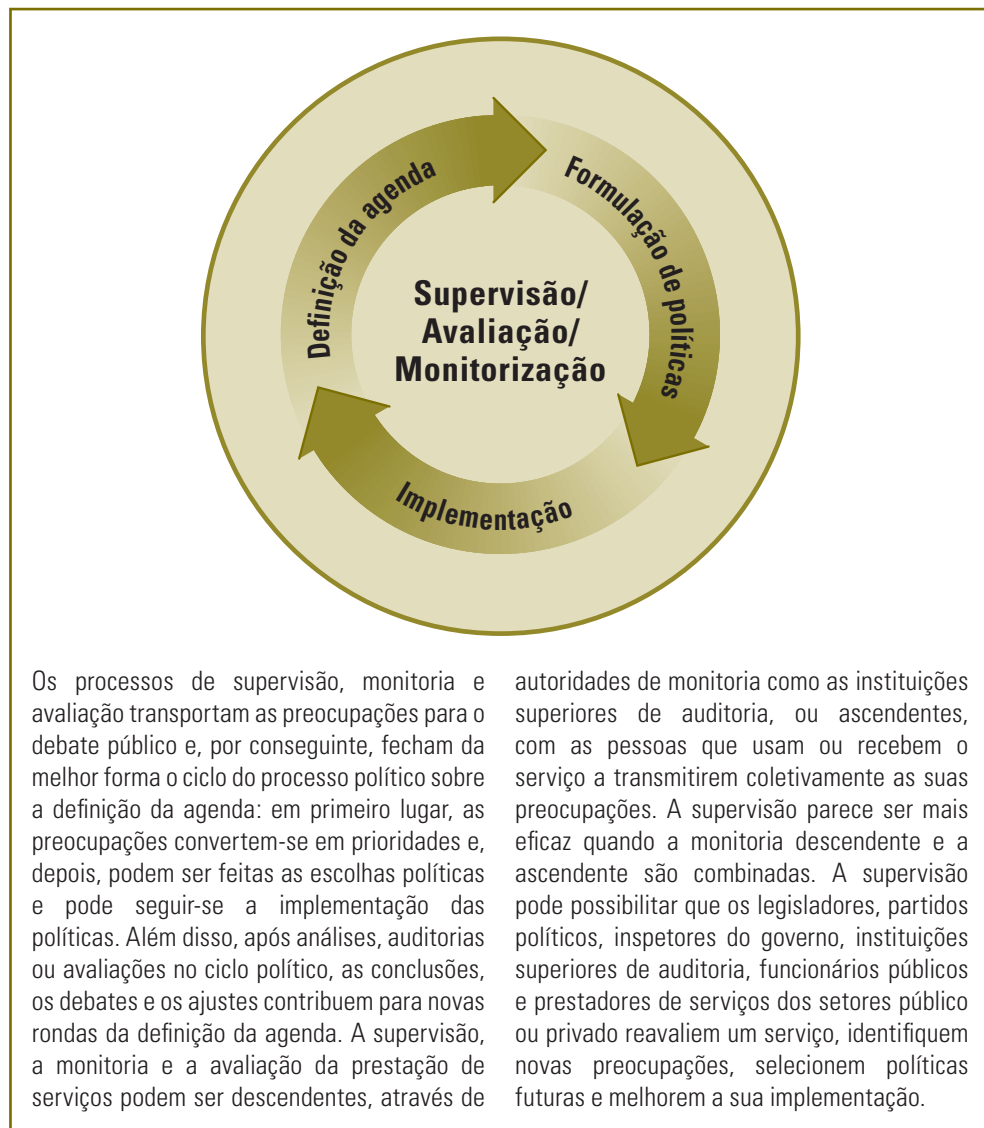 Definição da agenda
Formulação de políticas
Supervisão/
Avaliação/
Monitorização
Implementação
Os processos de supervisão, monitoria e
avaliação transportam as preocupações para o
debate público e, por conseguinte, fecham da
melhor forma o ciclo do processo político sobre
a definição da agenda: em primeiro lugar, as
preocupações convertem-se em prioridades e,
depois, podem ser feitas as escolhas políticas
e pode seguir-se a implementação das
políticas. Além disso, após análises, auditorias
ou avaliações no ciclo político, as conclusões,
os debates e os ajustes contribuem para novas
rondas da definição da agenda. A supervisão,
a monitoria e a avaliação da prestação de
serviços podem ser descendentes, através de
autoridades de monitoria como as instituições
superiores de auditoria, ou ascendentes,
com as pessoas que usam ou recebem o
serviço a transmitirem coletivamente as suas
preocupações. A supervisão parece ser mais
eficaz quando a monitoria descendente e a
ascendente são combinadas. A supervisão
pode possibilitar que os legisladores, partidos
políticos, inspetores do governo, instituições
superiores de auditoria, funcionários públicos
e prestadores de serviços dos setores público
ou privado reavaliem um serviço, identifiquem
novas preocupações, selecionem políticas
futuras e melhorem a sua implementação.